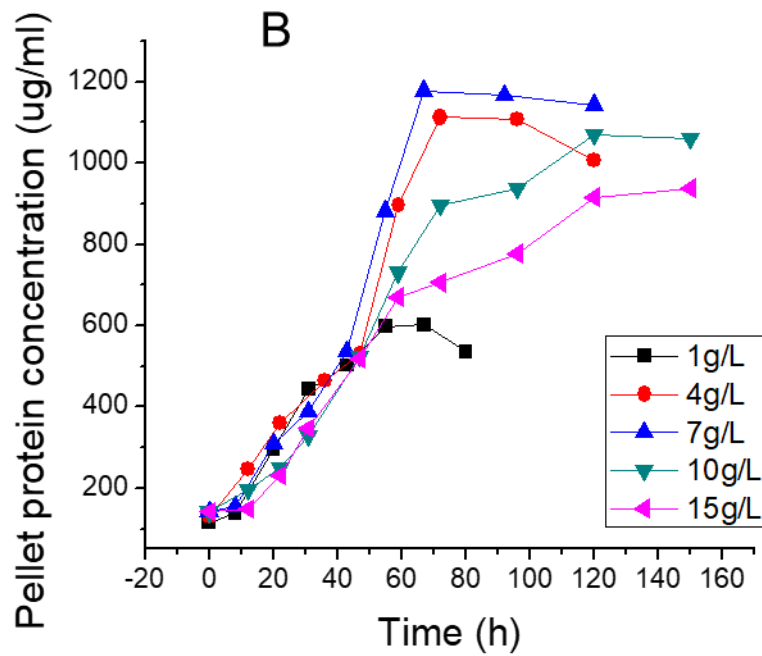 B
Pellet protein concentration (ug/ml)
1200
1000
800
600
400
200
1g/L
4g/L
7g/L
10g/L
15g/L
-20 0 20 40 60 80 100 120 140 160
Time (h)